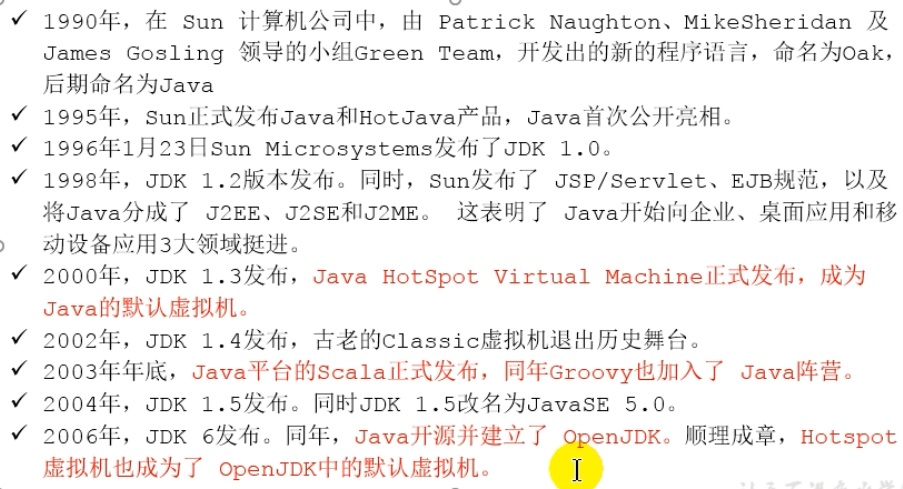 ✓ 1990年，在 Sun 计算机公司中，由 Patrick Naughton、MikeSheridan 及
James Gosling 领导的小组Green Team，开发出的新的程序语言，命名为Oak，
后期命名为Java
✓ 1995年，Sun正式发布Java和HotJava产品，Java首次公开亮相。
✓ 1996年1月23日Sun Microsystems发布了JDK 1.0。
✓ 1998年，JDK 1.2版本发布。同时，Sun发布了 JSP/Servlet、EJB规范，以及
将Java分成了 J2EE、J2SE和J2ME。 这表明了 Java开始向企业、桌面应用和移
动设备应用3大领域挺进。
✓ 2000年，JDK 1.3发布，Java HotSpot Virtual Machine正式发布，成为
Java的默认虚拟机。
✓ 2002年，JDK 1.4发布，古老的Classic虚拟机退出历史舞台。
✓ 2003年年底，Java平台的Scala正式发布，同年Groovy也加入了 Java阵营。
✓ 2004年，JDK 1.5发布。同时JDK 1.5改名为JavaSE 5.0。
✓ 2006年，JDK 6发布。同年，Java开源并建立了 OpenJDK。顺理成章，Hotspot
虚拟机也成为了 OpenJDK中的默认虚拟机。